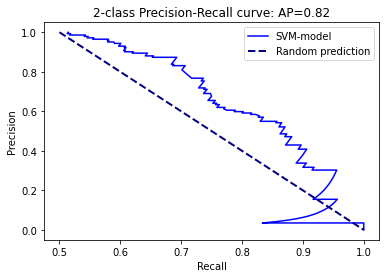 2-class Precision-Recall curve: AP=0.82
SVM-model
Random prediction
Precision
1.0
0.8
0.6
0.4
0.2
0.0
0.5 0.6 0.7 0.8 0.9 1.0
Recall